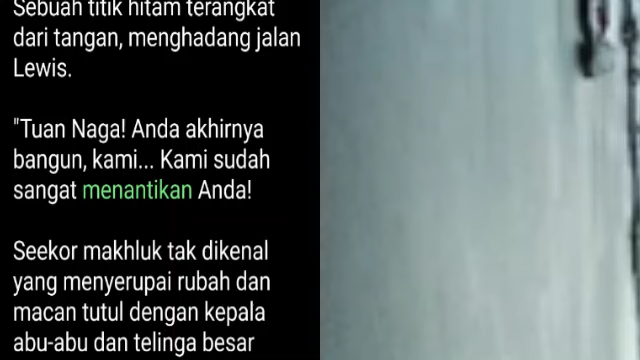 Sebuah titik hitam terangkat
dari tangan, menghadang jalan
Lewis.
"Tuan Naga! Anda akhirnya
bangun, kami... Kami sudah
sangat menantikan Anda!
Seekor makhluk tak dikenal
yang menyerupai rubah dan
macan tutul dengan kepala
abu-abu dan telinga besar